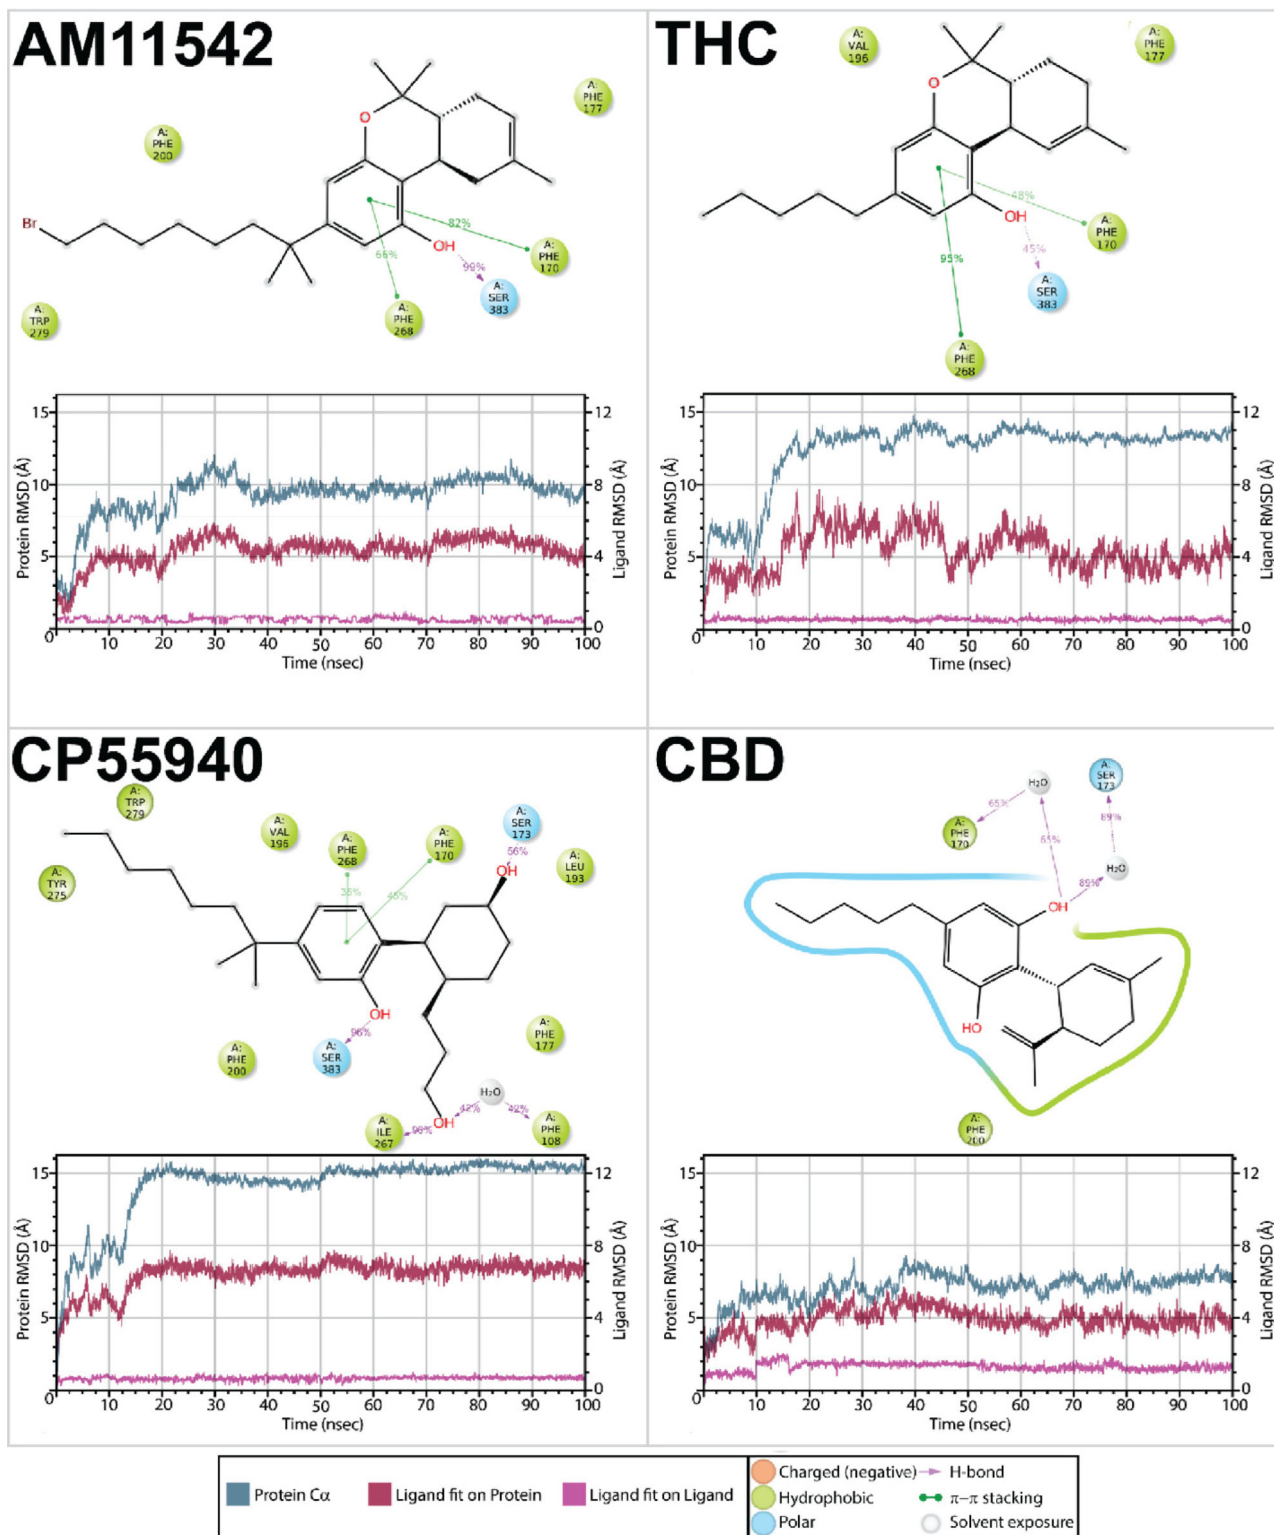 AM11542
A:
PHE
177
A:
PHE
200
O
Br
82%
66%
OH
99%
A:
PHE
170
A:
SER
383
A:
TRP
279
A:
PHE
268
Protein RMSD (Å)
15
10
5
0
12
8
4
0
Ligand RMSD (Å)
0 10 20 30 40 50 60 70 80 90 100
Time (nsec)
THC
A:
VAL
196
A:
PHE
177
O
48%
OH
45%
95%
A:
PHE
170
A:
SER
383
A:
PHE
268
Protein RMSD (Å)
15
10
5
0
12
8
4
0
Ligand RMSD (Å)
0 10 20 30 40 50 60 70 80 90 100
Time (nsec)
CP55940
A:
TRP
279
A:
VAL
196
A:
PHE
268
A:
PHE
170
A:
SER
173
56%
OH
A:
LEU
193
A:
TYR
275
45%
OH
96%
A:
SER
383
A:
PHE
200
A:
PHE
177
H₂O
42%
42%
OH
98%
A:
ILE
267
A:
PHE
108
Protein RMSD (Å)
15
10
5
12
8
4
0
Ligand RMSD (Å)
0 10 20 30 40 50 60 70 80 90 100
Time (nsec)
CBD
A:
SER
173
H₂O
65%
A:
PHE
170
65%
89%
H₂O
89%
OH
HO
A:
PHE
200
Protein RMSD (Å)
15
10
5
12
8
4
0
Ligand RMSD (Å)
0 10 20 30 40 50 60 70 80 90 100
Time (nsec)
Protein Cα
Ligand fit on Protein
Ligand fit on Ligand
Charged (negative)
H-bond
Hydrophobic
π–π stacking
Polar
Solvent exposure